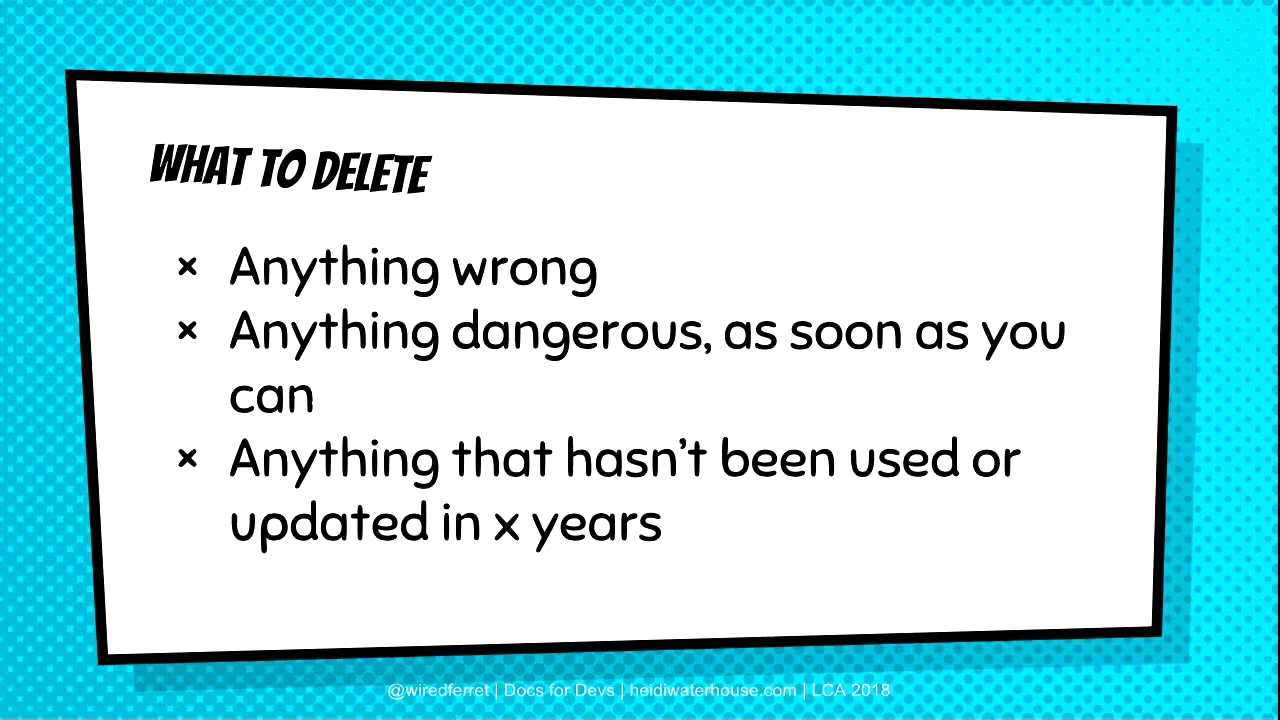 WHAT TO DELETE
× Anything wrong
× Anything dangerous, as soon as you
can
× Anything that hasn’t been used or
updated in x years
@wiredferret | Docs for Devs | heidiwaterhouse.com | LCA 2018